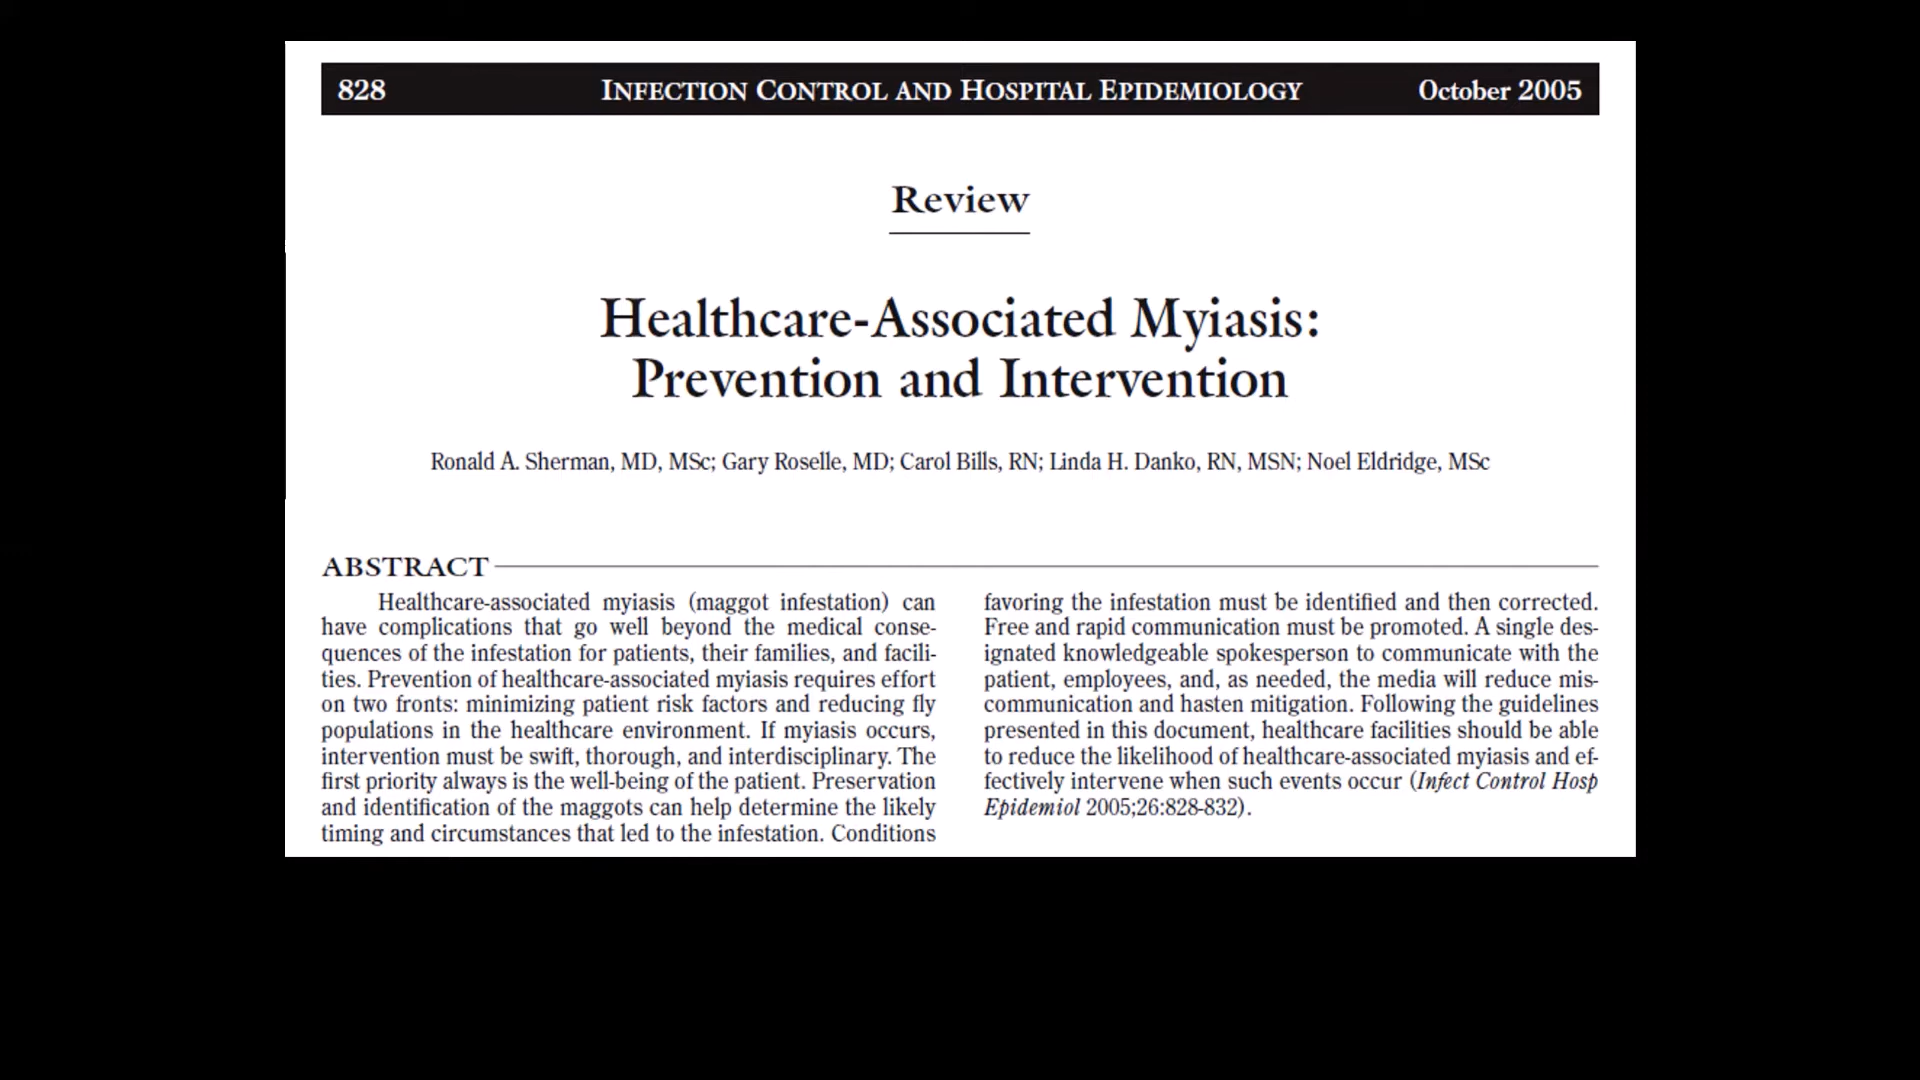 828 INFECTION CONTROL AND HOSPITAL EPIDEMIOLOGY October 2005
Review
Healthcare-Associated Myiasis:
Prevention and Intervention
Ronald A. Sherman, MD, MSc; Gary Roselle, MD; Carol Bills, RN; Linda H. Danko, RN, MSN; Noel Eldridge, MSc
ABSTRACT
Healthcare-associated myiasis (maggot infestation) can
have complications that go well beyond the medical conse-
quences of the infestation for patients, their families, and facili-
ties. Prevention of healthcare-associated myiasis requires effort
on two fronts: minimizing patient risk factors and reducing fly
populations in the healthcare environment. If myiasis occurs,
intervention must be swift, thorough, and interdisciplinary. The
first priority always is the well-being of the patient. Preservation
and identification of the maggots can help determine the likely
timing and circumstances that led to the infestation. Conditions
favoring the infestation must be identified and then corrected.
Free and rapid communication must be promoted. A single des-
ignated knowledgeable spokesperson to communicate with the
patient, employees, and, as needed, the media will reduce mis-
communication and hasten mitigation. Following the guidelines
presented in this document, healthcare facilities should be able
to reduce the likelihood of healthcare-associated myiasis and ef-
fectively intervene when such events occur (Infect Control Hosp
Epidemiol 2005;26:828-832).